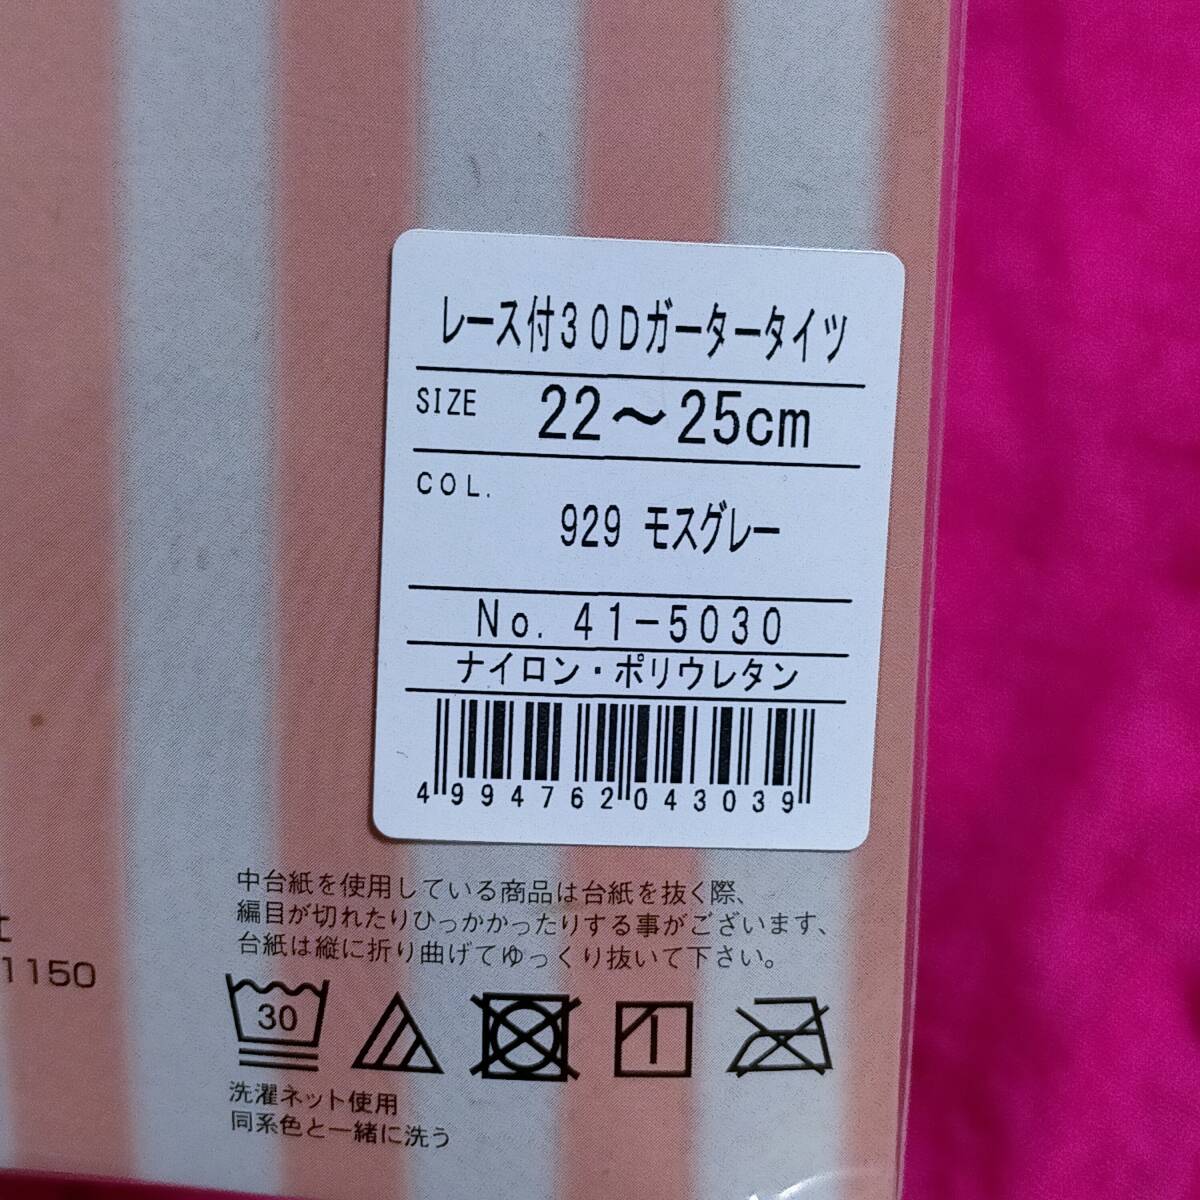 レース付30Dガータータイツ
SIZE 22～25cm
COL.
929 モスグレー
No. 41-5030
ナイロン・ポリウレタン
4994762043039
中台紙を使用している商品は台紙を抜く際、
編目が切れたりひっかかったりする事がございます、
台紙は縦に折り曲げてゆっくり抜いて下さい。
1150
30
洗濯ネット使用
同系色と一緒に洗う